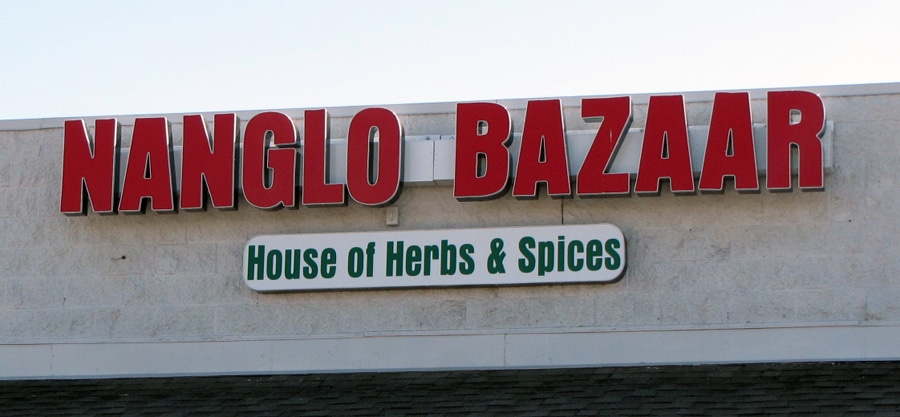 NANGLO BAZAAR
House of Herbs & Spices